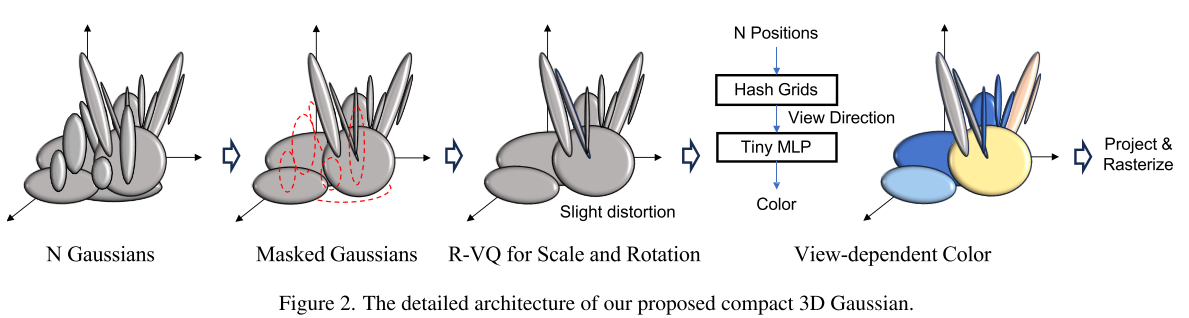 N Positions
Hash Grids
View Direction
Tiny MLP
Color
Slight distortion
Project &
Rasterize
N Gaussians
Masked Gaussians
R-VQ for Scale and Rotation
View-dependent Color
Figure 2. The detailed architecture of our proposed compact 3D Gaussian.